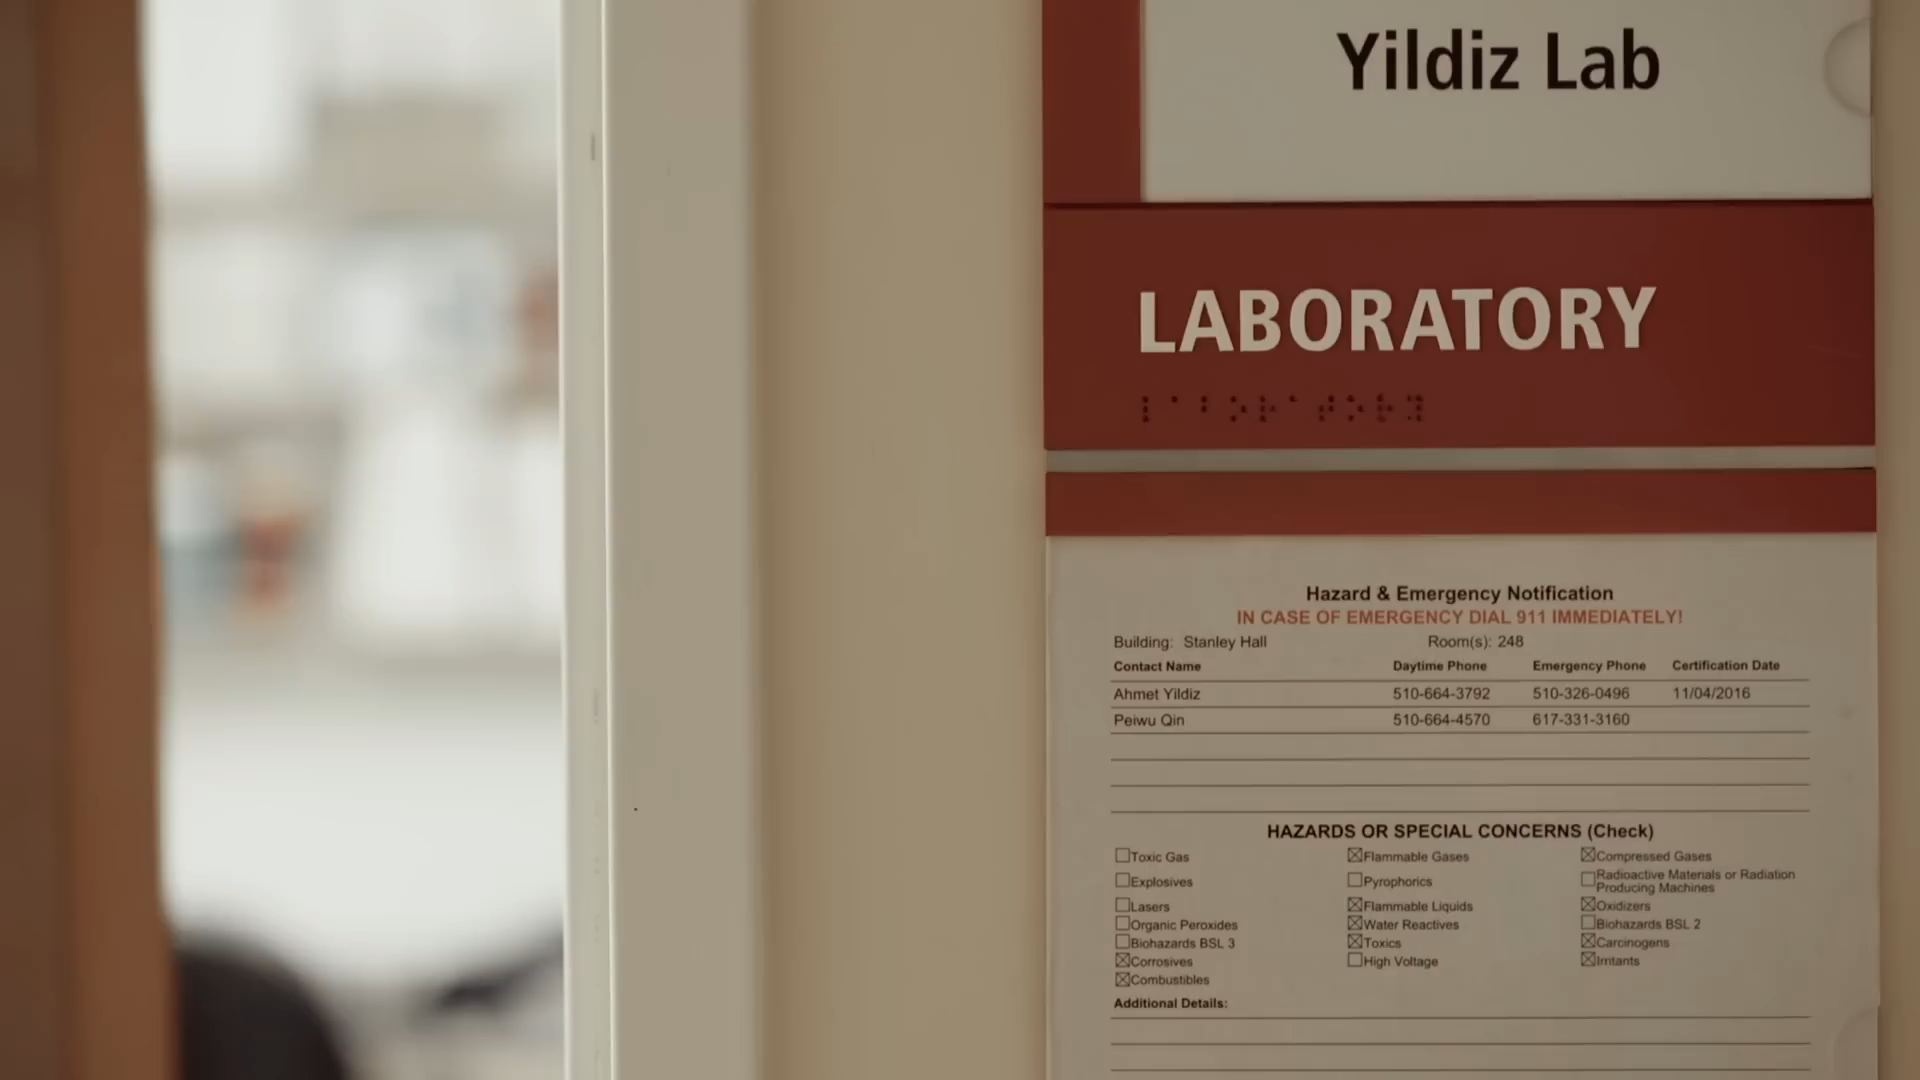 Yildiz Lab
LABORATORY
Hazard & Emergency Notification
IN CASE OF EMERGENCY DIAL 911 IMMEDIATELY!
Building: Stanley Hall Room(s): 248
Contact Name Daytime Phone Emergency Phone Certification Date
Ahmet Yildiz 510-664-3792 510-326-0496 11/04/2016
Peiwu Qin 510-664-4570 617-331-3160
HAZARDS OR SPECIAL CONCERNS (Check)
☐Toxic Gas ☒Flammable Gases ☒Compressed Gases
☐Explosives ☐Pyrophorics ☐Radioactive Materials or Radiation
Producing Machines
☐Lasers ☒Flammable Liquids ☒Oxidizers
☐Organic Peroxides ☒Water Reactives ☐Biohazards BSL 2
☐Biohazards BSL 3 ☒Toxics ☒Carcinogens
☒Corrosives ☐High Voltage ☒Irritants
☒Combustibles
Additional Details: